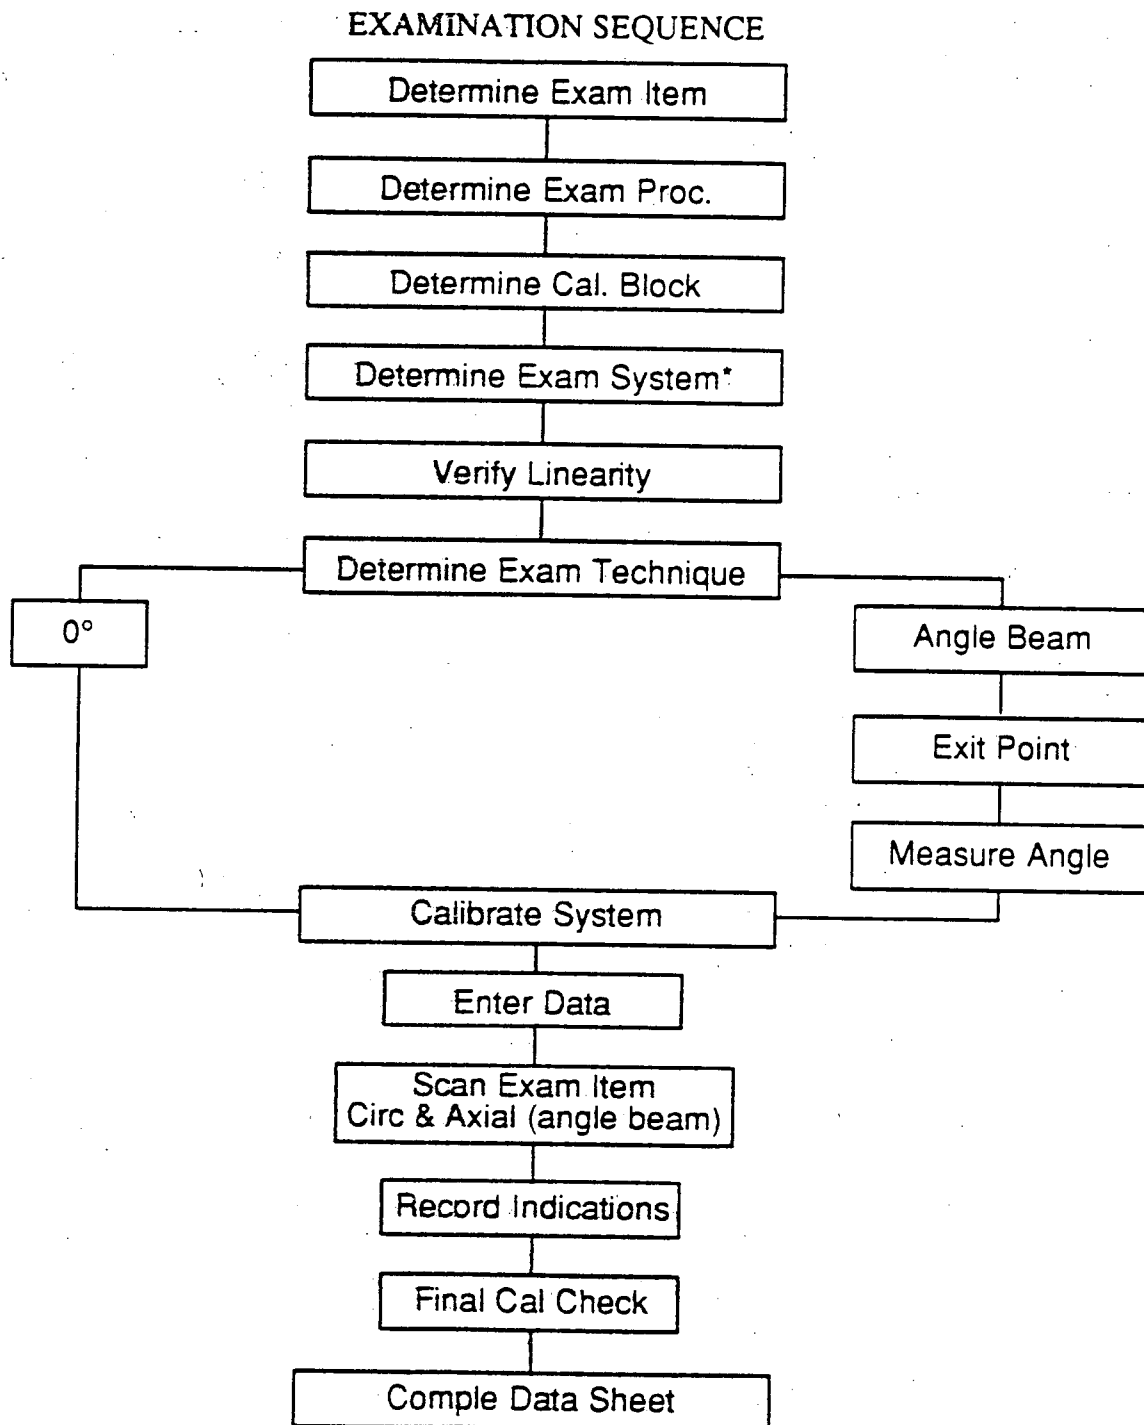 EXAMINATION SEQUENCE
Determine Exam Item
Determine Exam Proc.
Determine Cal. Block
Determine Exam System*
Verify Linearity
Determine Exam Technique
0°
Angle Beam
Exit Point
Measure Angle
Calibrate System
Enter Data
Scan Exam Item
Circ & Axial (angle beam)
Record Indications
Final Cal Check
Comple Data Sheet